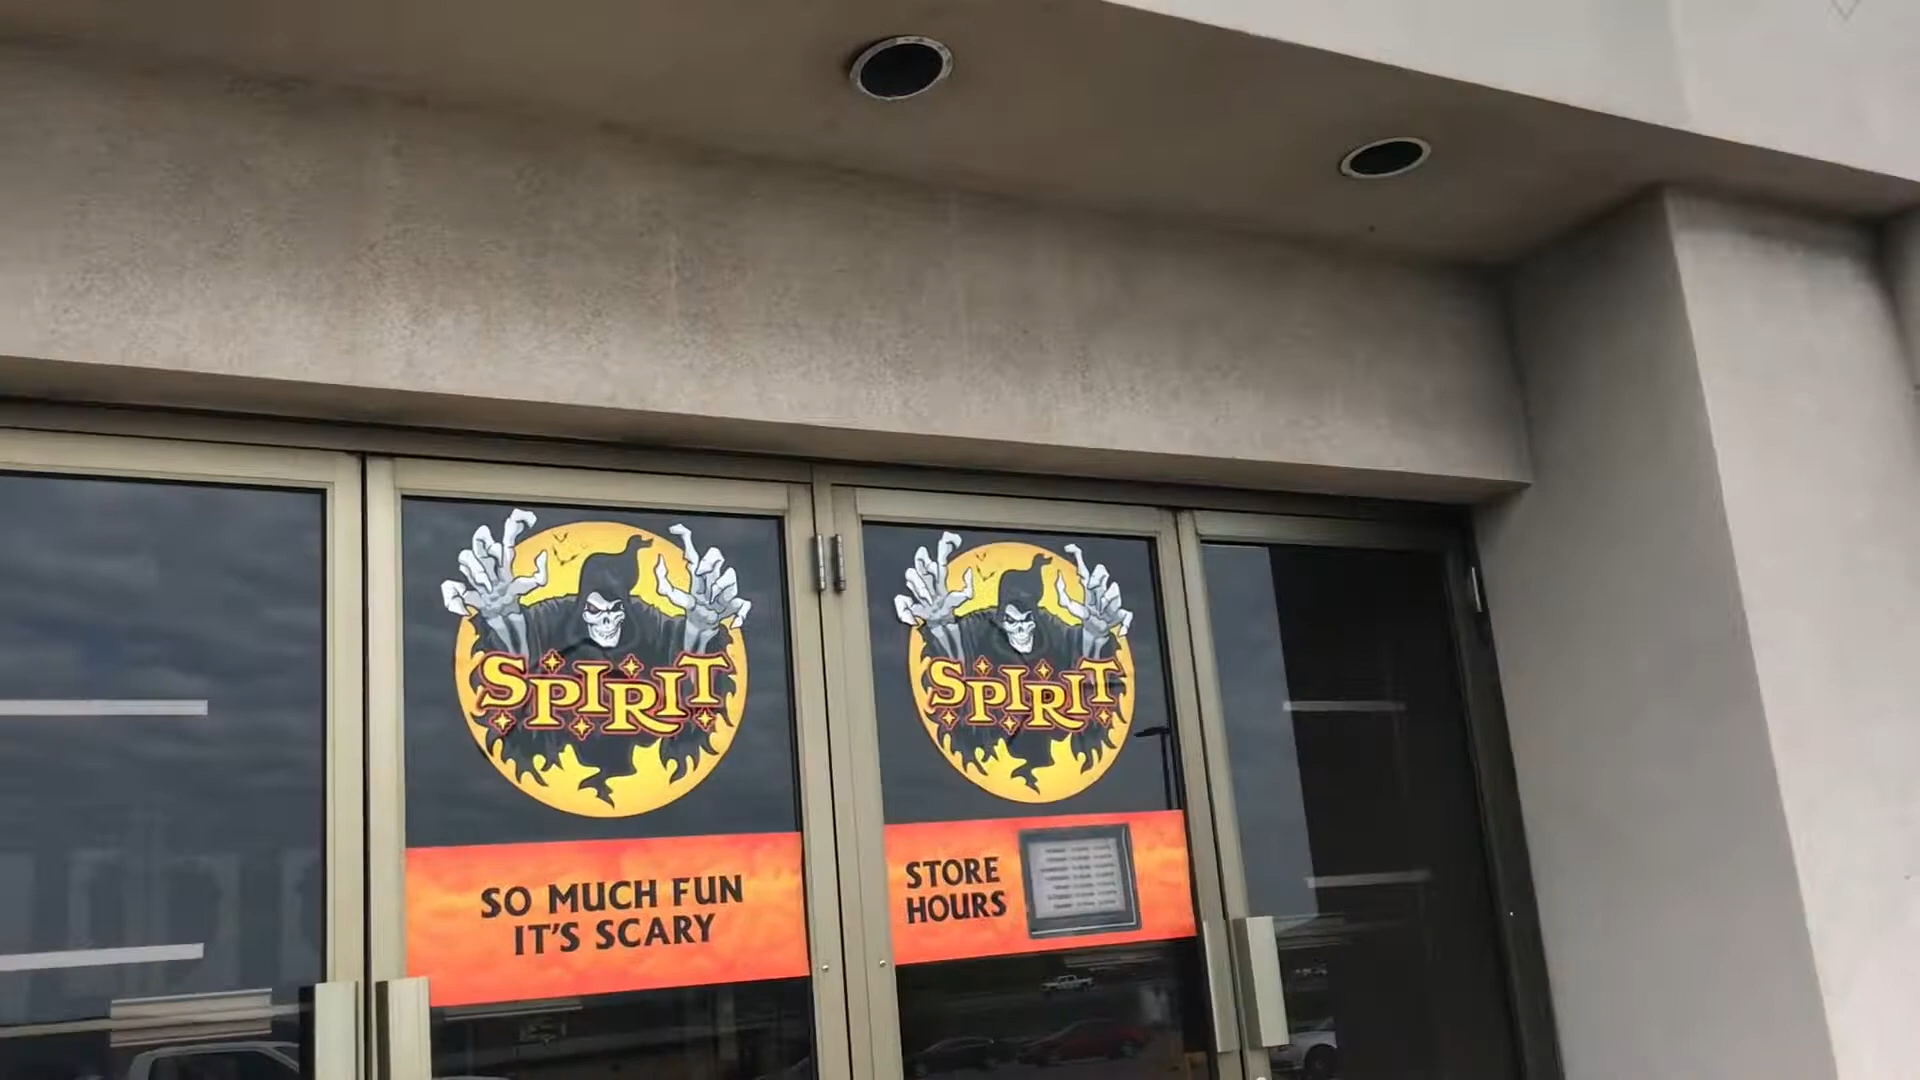 SPIRIT
SO MUCH FUN
IT'S SCARY
SPIRIT
STORE
HOURS